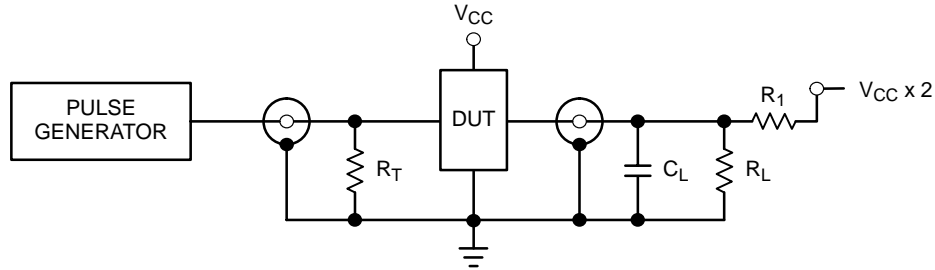 V_CC
PULSE
GENERATOR
DUT
R_T
C_L
R_L
R_1
V_CC x 2